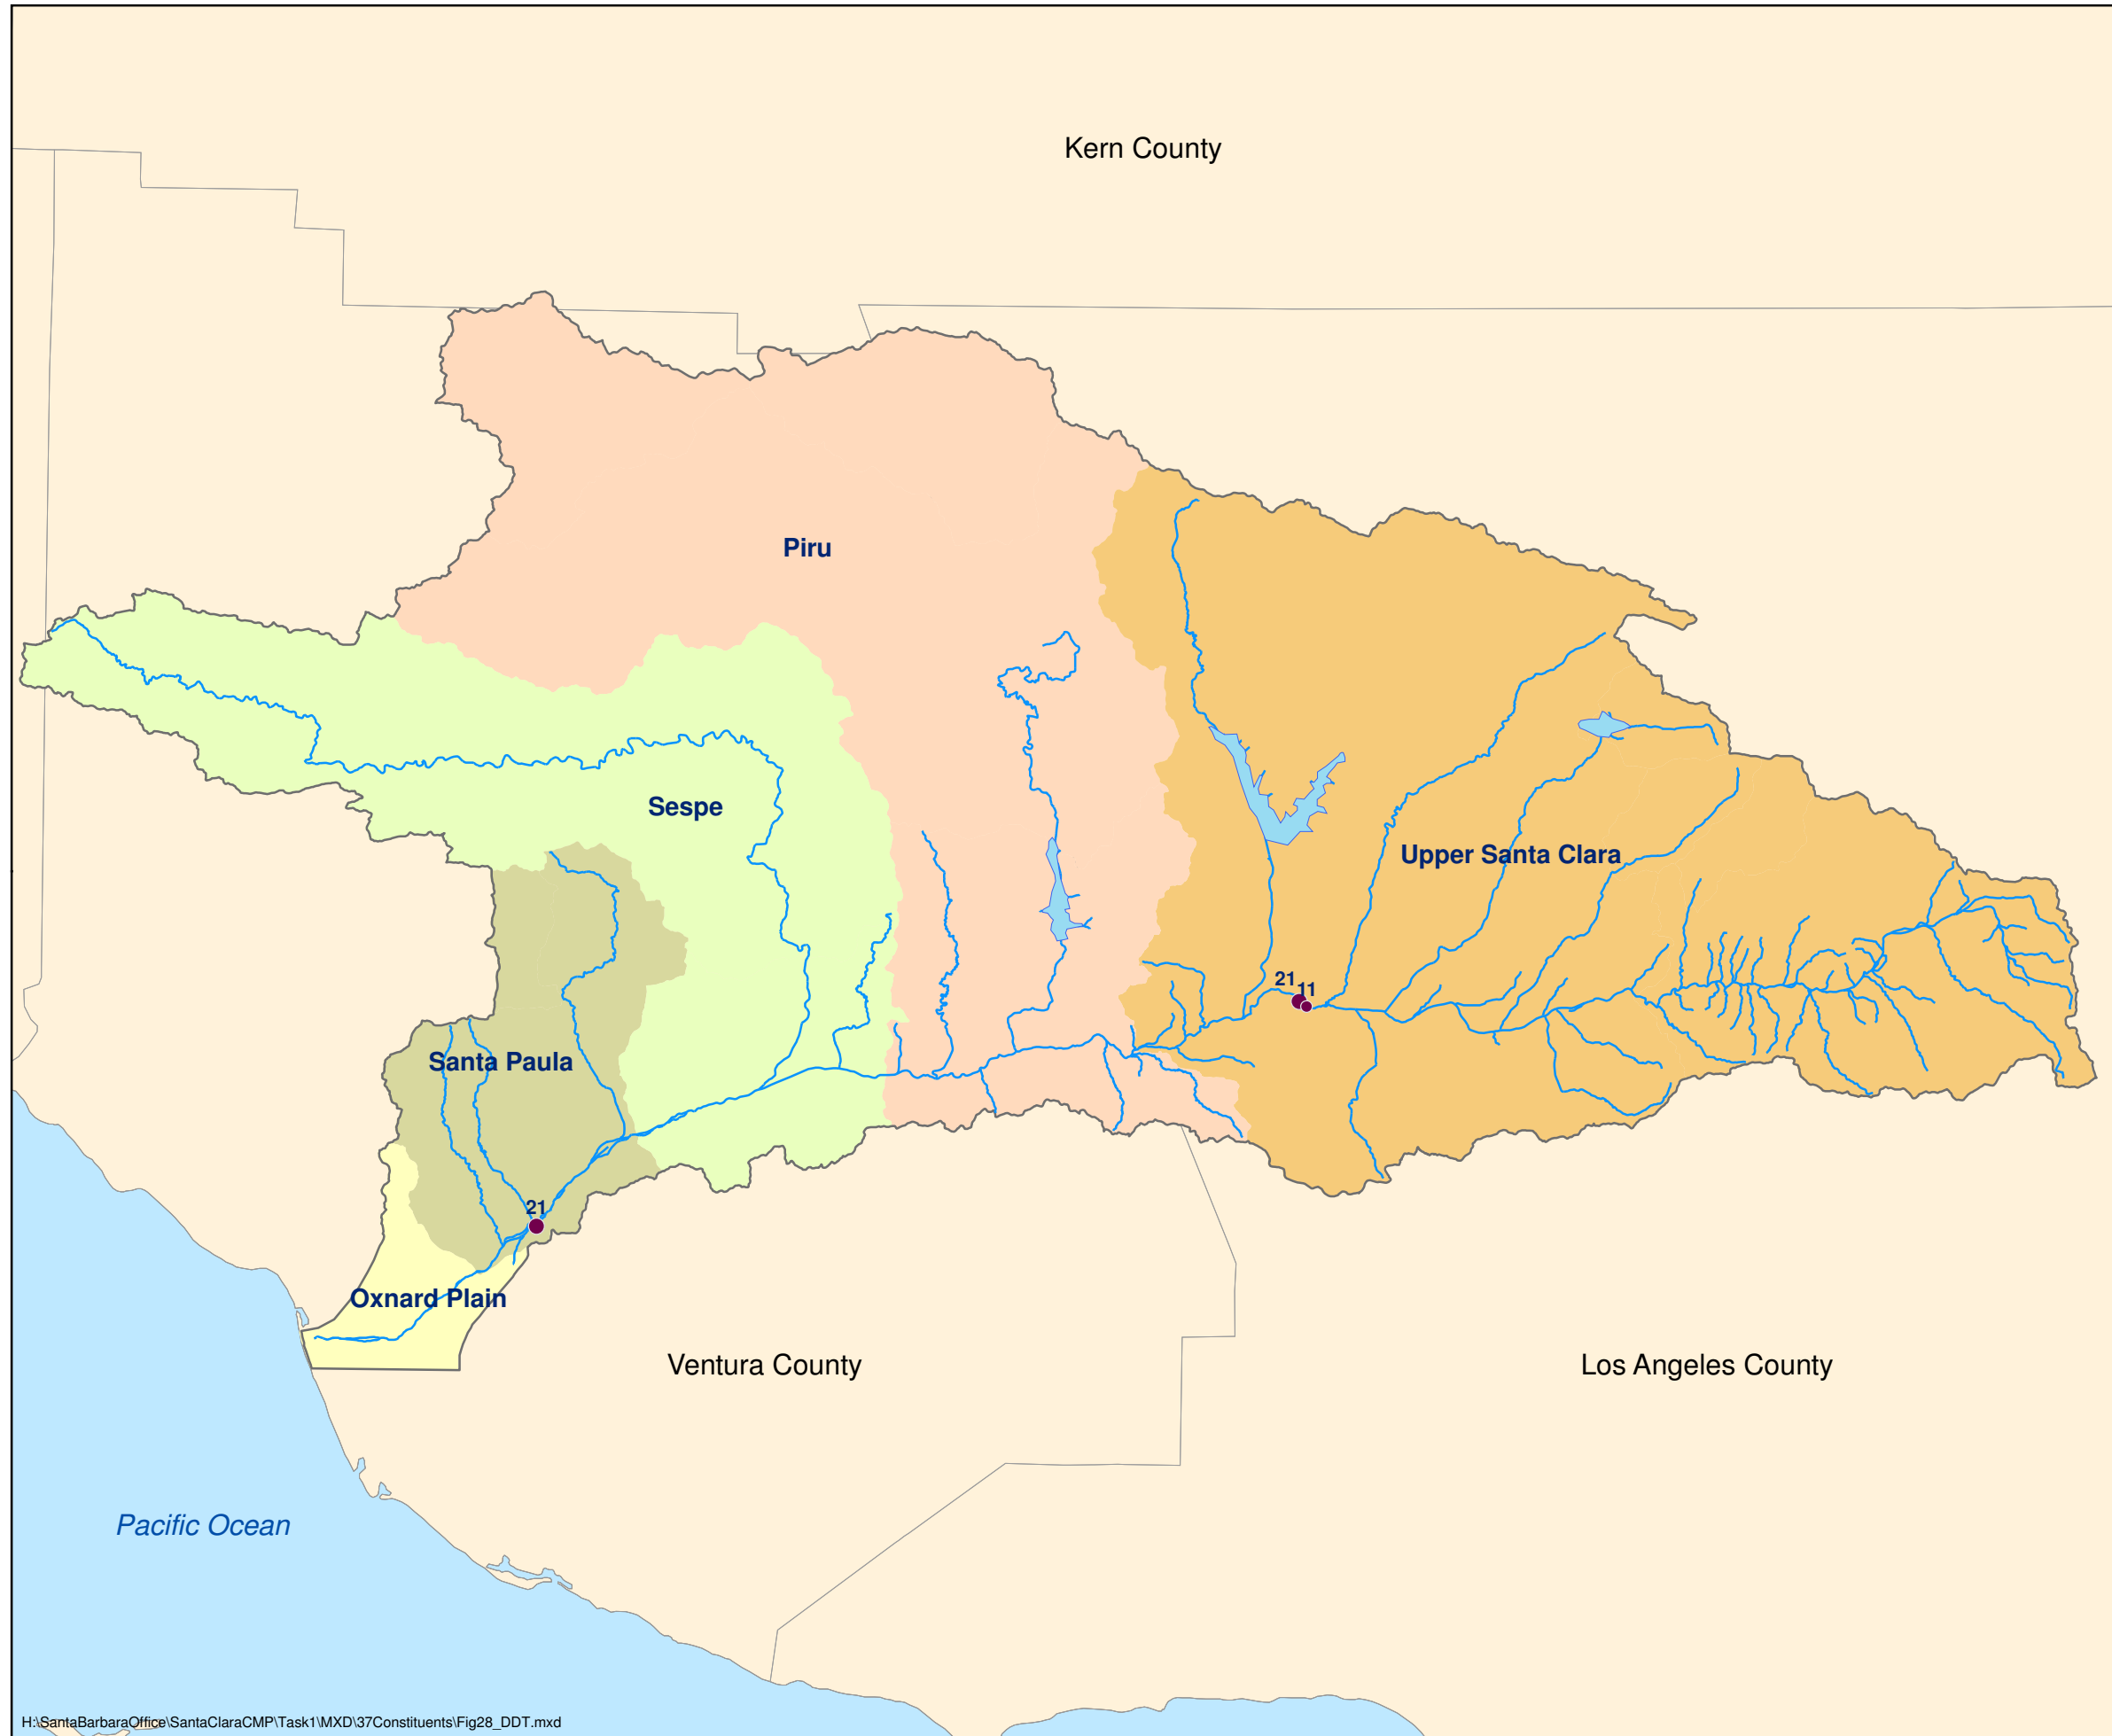 Kern County
Piru
Sespe
Upper Santa Clara
21
11
Santa Paula
21
Oxnard Plain
Ventura County
Los Angeles County
Pacific Ocean
H:\SantaBarbaraOffice\SantaClaraCMP\Task1\MXD\37Constituents\Fig28_DDT.mxd